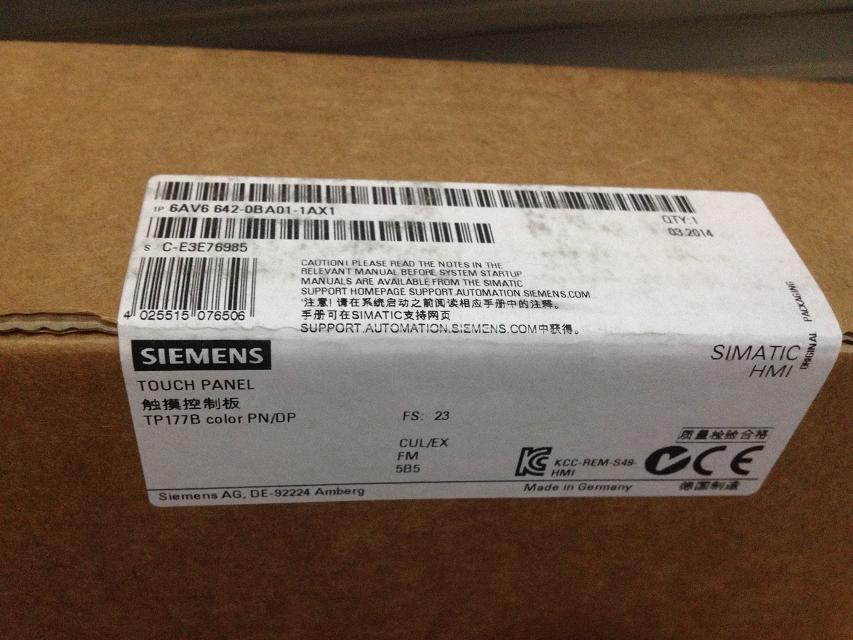 1P 6AV6 642-0BA01-1AX1
QTY:1
03.2014
S C-E3E76985
4 025515 076506
CAUTION! PLEASE READ THE NOTES IN THE
RELEVANT MANUAL BEFORE SYSTEM STARTUP
MANUALS ARE AVAILABLE FROM THE SIMATIC
SUPPORT HOMEPAGE SUPPORT.AUTOMATION.SIEMENS.COM
注意! 请在系统启动之前阅读相应手册中的注释。
手册可在SIMATIC支持网页
SUPPORT.AUTOMATION.SIEMENS.COM中获得。
ORIGINAL PACKAGING
SIEMENS
SIMATIC
HMI
TOUCH PANEL
触摸控制板
TP177B color PN/DP
FS: 23
CUL/EX
FM
5B5
KCC-REM-S49-
HMI
质量检验合格
CE
Siemens AG, DE-92224 Amberg
Made in Germany
德国制造